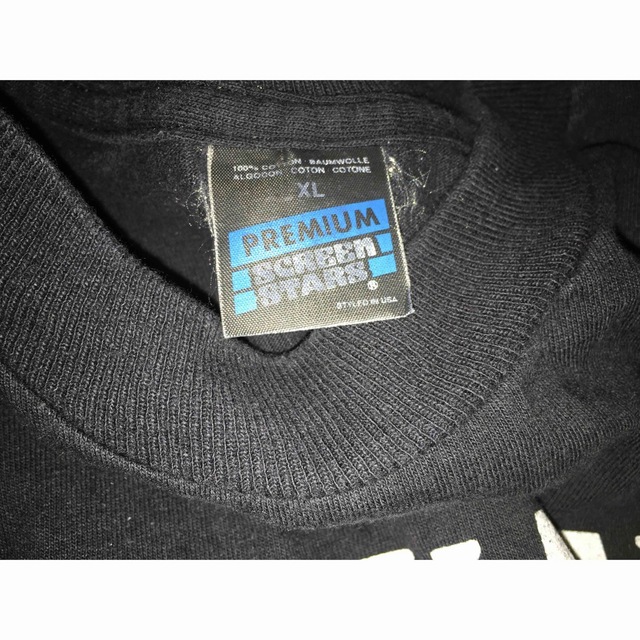 100% COTTON BAUMWOLLE
ALGODON COTON COTONE
XL
PREMIUM
SCREEN
STARS®
STYLED IN USA